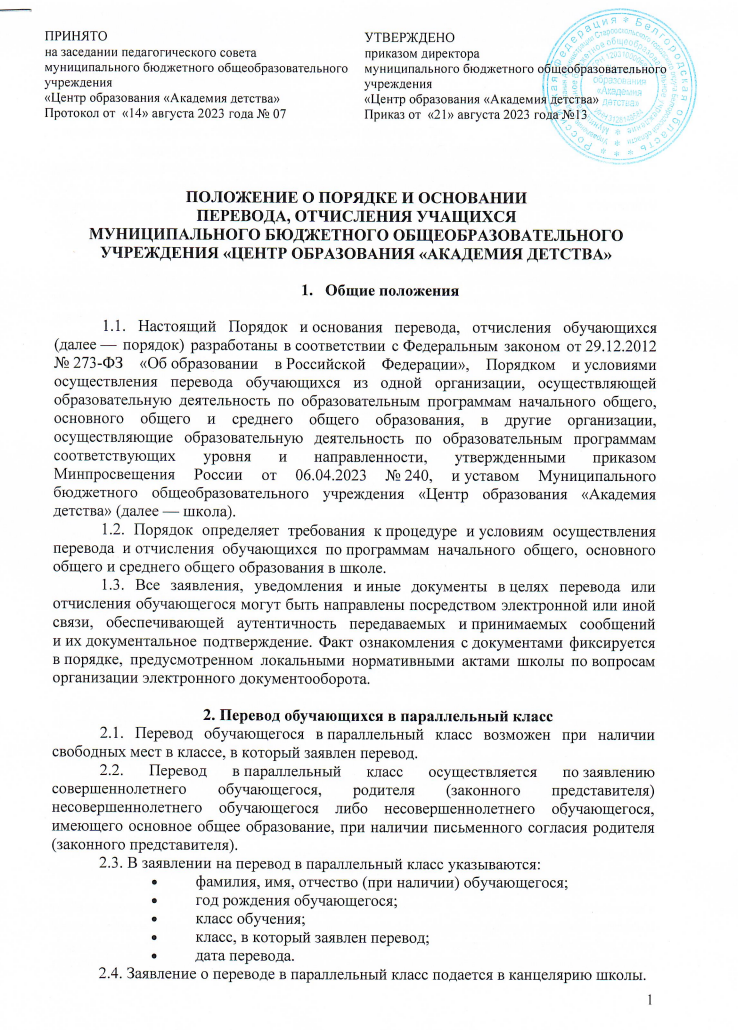 ПРИНЯТО
на заседании педагогического совета
муниципального бюджетного общеобразовательного
учреждения
«Центр образования «Академия детства»
Протокол от «14» августа 2023 года № 07
УТВЕРЖДЕНО
приказом директора
муниципального бюджетного общеобразовательного
учреждения
«Центр образования «Академия детства»
Приказ от «21» августа 2023 года №13
ПОЛОЖЕНИЕ О ПОРЯДКЕ И ОСНОВАНИИ
ПЕРЕВОДА, ОТЧИСЛЕНИЯ УЧАЩИХСЯ
МУНИЦИПАЛЬНОГО БЮДЖЕТНОГО ОБЩЕОБРАЗОВАТЕЛЬНОГО
УЧРЕЖДЕНИЯ «ЦЕНТР ОБРАЗОВАНИЯ «АКАДЕМИЯ ДЕТСТВА»
1. Общие положения
1.1. Настоящий Порядок и основания перевода, отчисления обучающихся
(далее — порядок) разработаны в соответствии с Федеральным законом от 29.12.2012
№ 273-ФЗ «Об образовании в Российской Федерации», Порядком и условиями
осуществления перевода обучающихся из одной организации, осуществляющей
образовательную деятельность по образовательным программам начального общего,
основного общего и среднего общего образования, в другие организации,
осуществляющие образовательную деятельность по образовательным программам
соответствующих уровня и направленности, утвержденными приказом
Минпросвещения России от 06.04.2023 № 240, и уставом Муниципального
бюджетного общеобразовательного учреждения «Центр образования «Академия
детства» (далее — школа).
1.2. Порядок определяет требования к процедуре и условиям осуществления
перевода и отчисления обучающихся по программам начального общего, основного
общего и среднего общего образования в школе.
1.3. Все заявления, уведомления и иные документы в целях перевода или
отчисления обучающегося могут быть направлены посредством электронной или иной
связи, обеспечивающей аутентичность передаваемых и принимаемых сообщений
и их документальное подтверждение. Факт ознакомления с документами фиксируется
в порядке, предусмотренном локальными нормативными актами школы по вопросам
организации электронного документооборота.
2. Перевод обучающихся в параллельный класс
2.1. Перевод обучающегося в параллельный класс возможен при наличии
свободных мест в классе, в который заявлен перевод.
2.2. Перевод в параллельный класс осуществляется по заявлению
совершеннолетнего обучающегося, родителя (законного представителя)
несовершеннолетнего обучающегося либо несовершеннолетнего обучающегося,
имеющего основное общее образование, при наличии письменного согласия родителя
(законного представителя).
2.3. В заявлении на перевод в параллельный класс указываются:
• фамилия, имя, отчество (при наличии) обучающегося;
• год рождения обучающегося;
• класс обучения;
• класс, в который заявлен перевод;
• дата перевода.
2.4. Заявление о переводе в параллельный класс подается в канцелярию школы.
1
Российская Федерация * Белгородская область
образования
«Академия
детства»